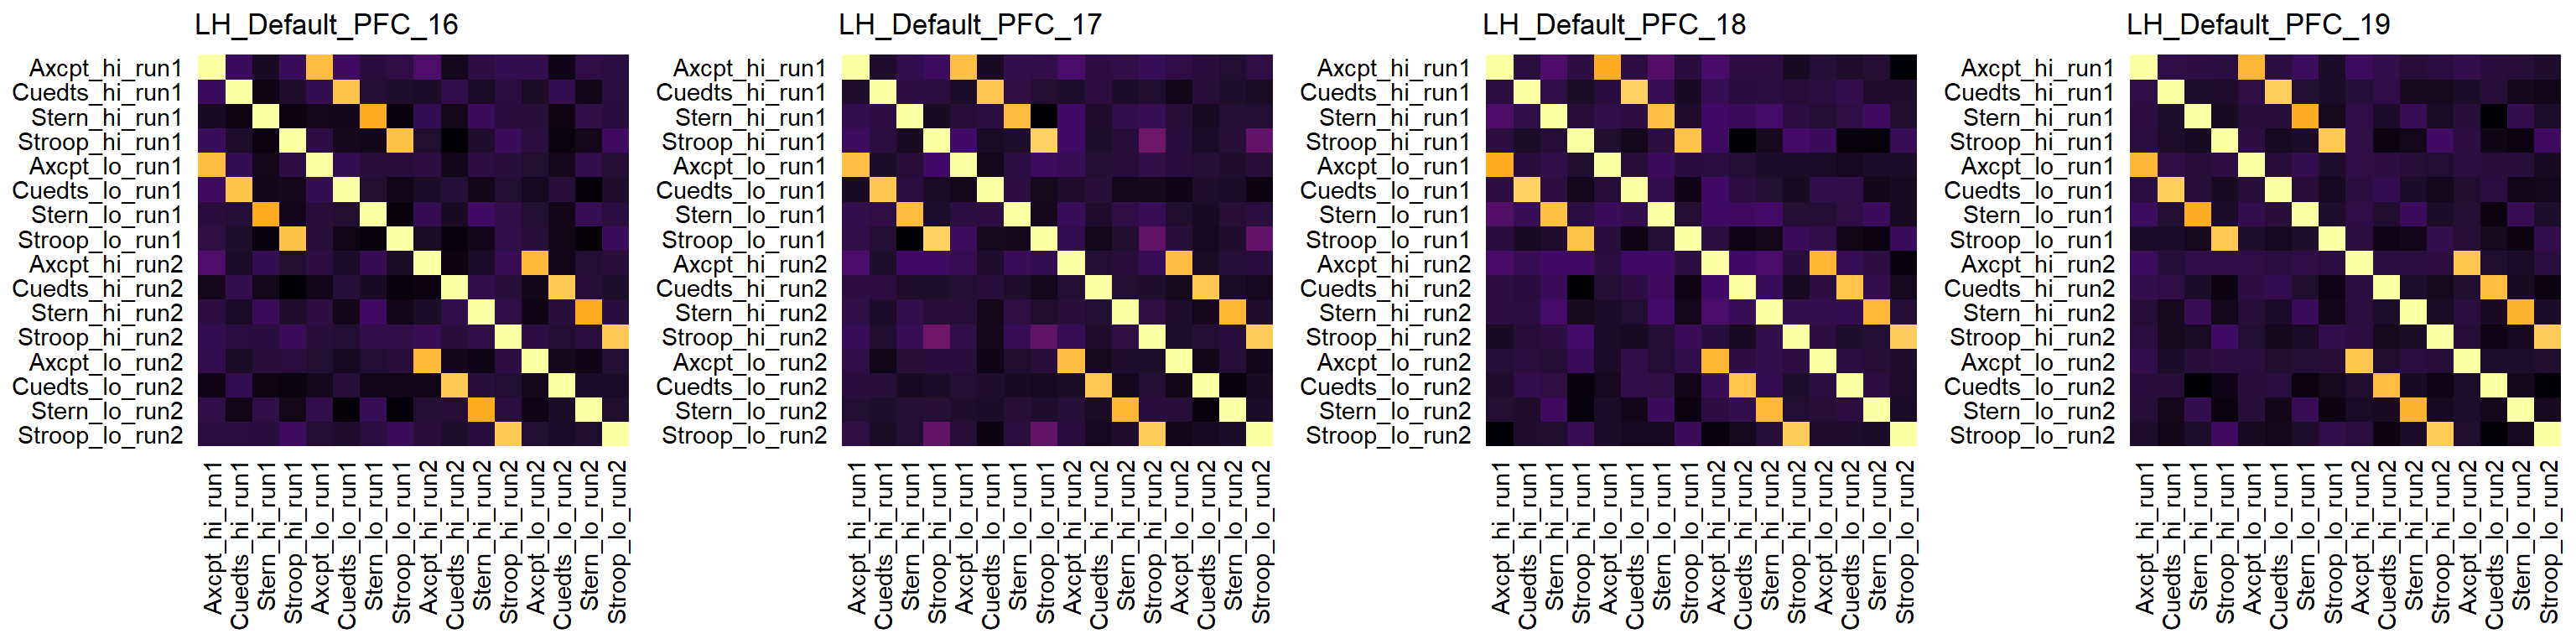 LH_Default_PFC_16
Axcpt_hi_run1
Cuedts_hi_run1
Stern_hi_run1
Stroop_hi_run1
Axcpt_lo_run1
Cuedts_lo_run1
Stern_lo_run1
Stroop_lo_run1
Axcpt_hi_run2
Cuedts_hi_run2
Stern_hi_run2
Stroop_hi_run2
Axcpt_lo_run2
Cuedts_lo_run2
Stern_lo_run2
Stroop_lo_run2
Axcpt_hi_run1
Cuedts_hi_run1
Stern_hi_run1
Stroop_hi_run1
Axcpt_lo_run1
Cuedts_lo_run1
Stern_lo_run1
Stroop_lo_run1
Axcpt_hi_run2
Cuedts_hi_run2
Stern_hi_run2
Stroop_hi_run2
Axcpt_lo_run2
Cuedts_lo_run2
Stern_lo_run2
Stroop_lo_run2
LH_Default_PFC_17
Axcpt_hi_run1
Cuedts_hi_run1
Stern_hi_run1
Stroop_hi_run1
Axcpt_lo_run1
Cuedts_lo_run1
Stern_lo_run1
Stroop_lo_run1
Axcpt_hi_run2
Cuedts_hi_run2
Stern_hi_run2
Stroop_hi_run2
Axcpt_lo_run2
Cuedts_lo_run2
Stern_lo_run2
Stroop_lo_run2
Axcpt_hi_run1
Cuedts_hi_run1
Stern_hi_run1
Stroop_hi_run1
Axcpt_lo_run1
Cuedts_lo_run1
Stern_lo_run1
Stroop_lo_run1
Axcpt_hi_run2
Cuedts_hi_run2
Stern_hi_run2
Stroop_hi_run2
Axcpt_lo_run2
Cuedts_lo_run2
Stern_lo_run2
Stroop_lo_run2
LH_Default_PFC_18
Axcpt_hi_run1
Cuedts_hi_run1
Stern_hi_run1
Stroop_hi_run1
Axcpt_lo_run1
Cuedts_lo_run1
Stern_lo_run1
Stroop_lo_run1
Axcpt_hi_run2
Cuedts_hi_run2
Stern_hi_run2
Stroop_hi_run2
Axcpt_lo_run2
Cuedts_lo_run2
Stern_lo_run2
Stroop_lo_run2
Axcpt_hi_run1
Cuedts_hi_run1
Stern_hi_run1
Stroop_hi_run1
Axcpt_lo_run1
Cuedts_lo_run1
Stern_lo_run1
Stroop_lo_run1
Axcpt_hi_run2
Cuedts_hi_run2
Stern_hi_run2
Stroop_hi_run2
Axcpt_lo_run2
Cuedts_lo_run2
Stern_lo_run2
Stroop_lo_run2
LH_Default_PFC_19
Axcpt_hi_run1
Cuedts_hi_run1
Stern_hi_run1
Stroop_hi_run1
Axcpt_lo_run1
Cuedts_lo_run1
Stern_lo_run1
Stroop_lo_run1
Axcpt_hi_run2
Cuedts_hi_run2
Stern_hi_run2
Stroop_hi_run2
Axcpt_lo_run2
Cuedts_lo_run2
Stern_lo_run2
Stroop_lo_run2
Axcpt_hi_run1
Cuedts_hi_run1
Stern_hi_run1
Stroop_hi_run1
Axcpt_lo_run1
Cuedts_lo_run1
Stern_lo_run1
Stroop_lo_run1
Axcpt_hi_run2
Cuedts_hi_run2
Stern_hi_run2
Stroop_hi_run2
Axcpt_lo_run2
Cuedts_lo_run2
Stern_lo_run2
Stroop_lo_run2